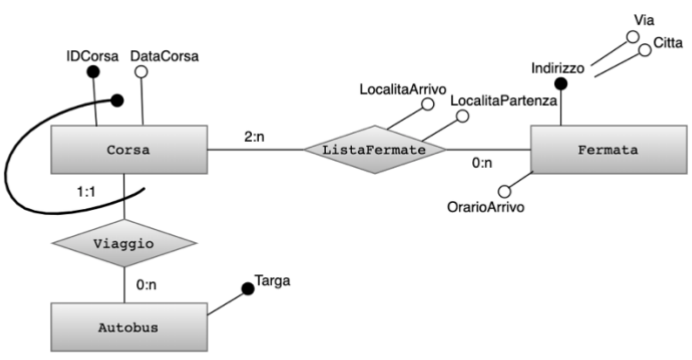 Via
Citta
IDCorsa DataCorsa
Indirizzo
LocalitaArrivo
LocalitaPartenza
Corsa
2:n
ListaFermate
0:n
Fermata
1:1
OrarioArrivo
Viaggio
0:n
Targa
Autobus